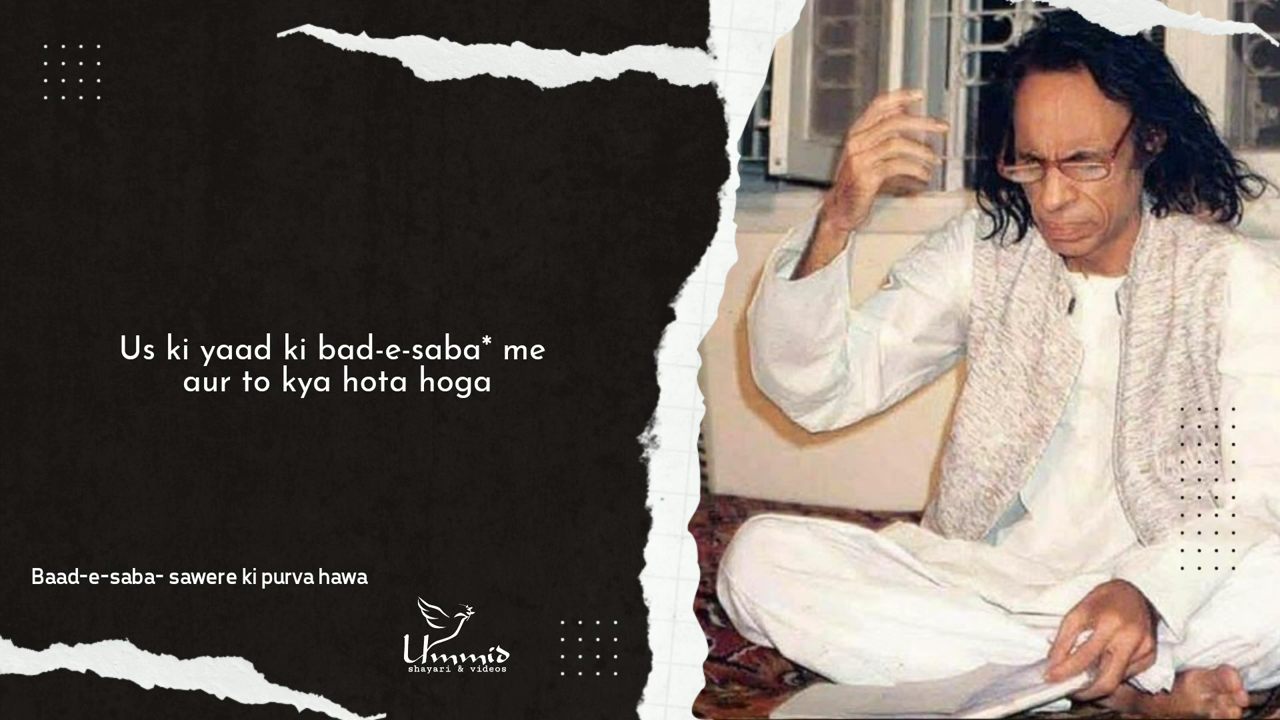 Us ki yaad ki bad-e-saba* me
aur to kya hota hoga
Baad-e-saba- sawere ki purva hawa
Ummid
shayari & videos